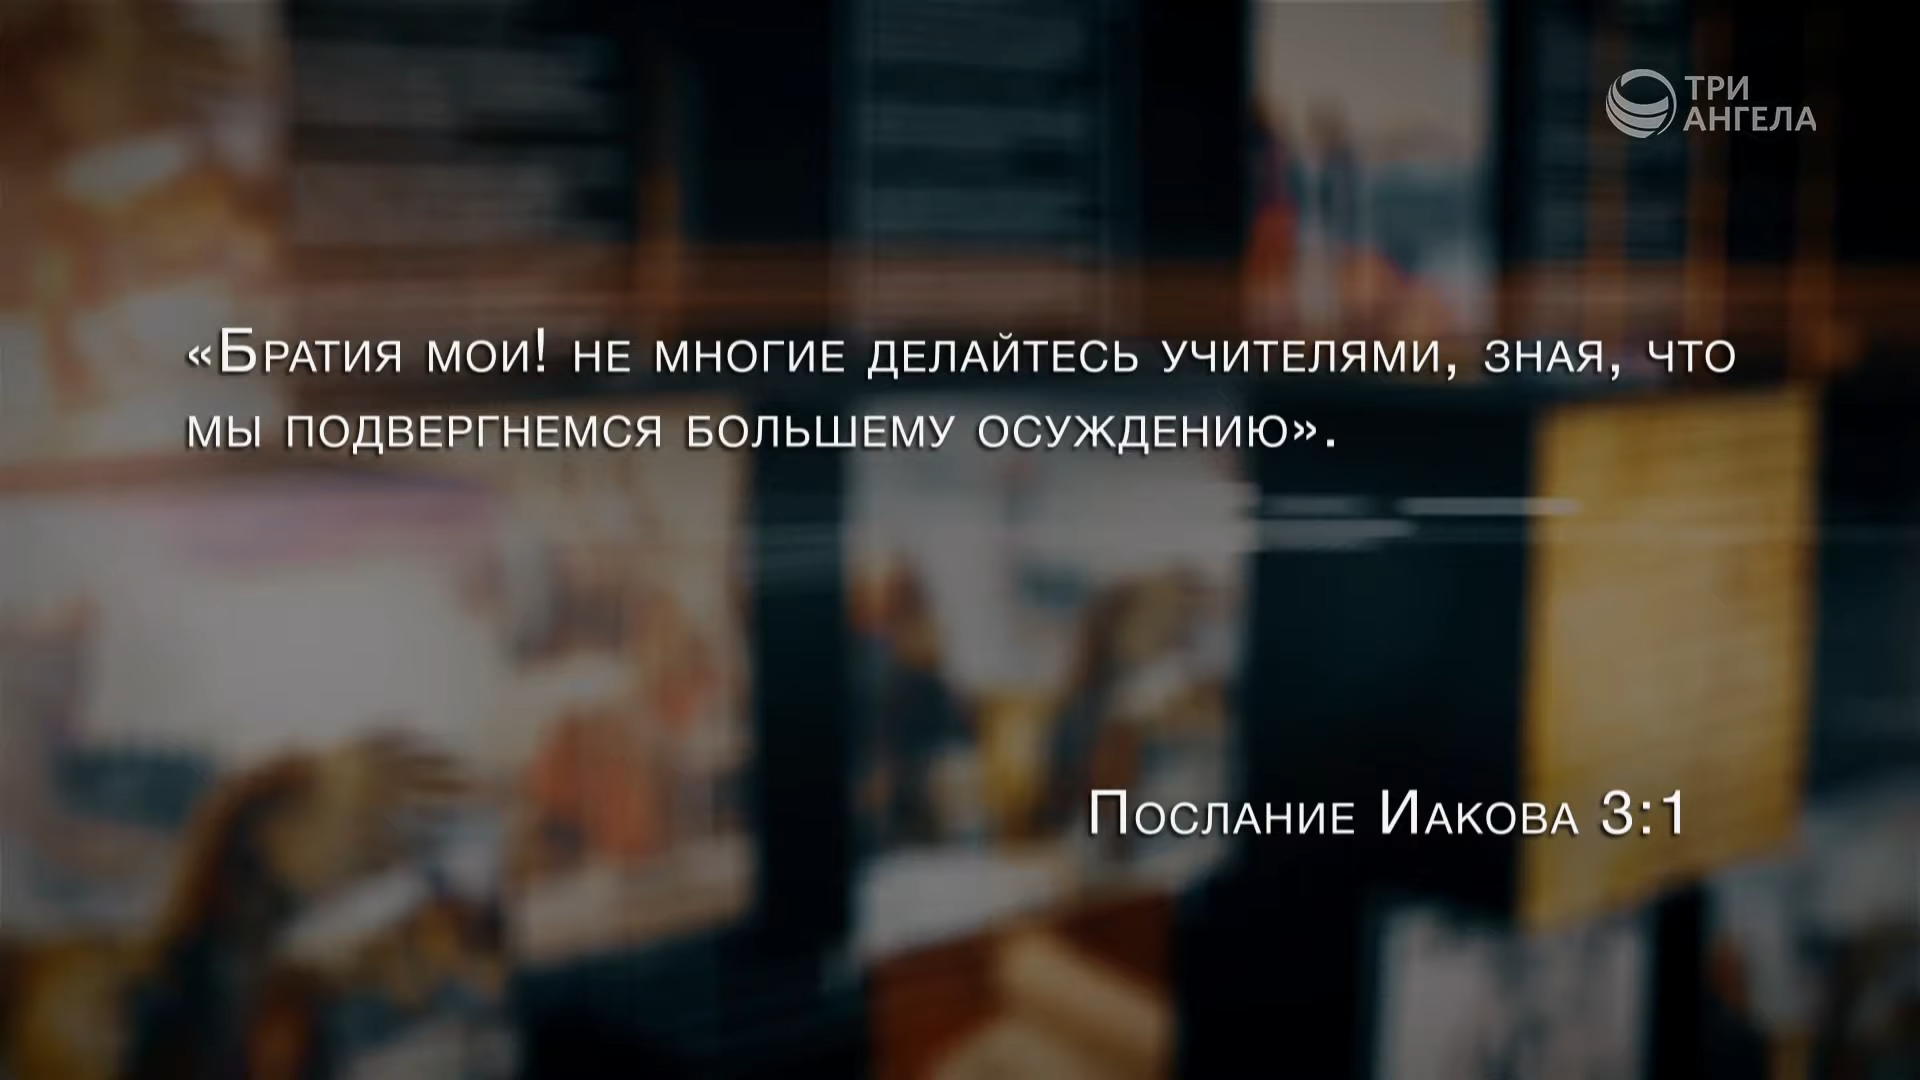 ТРИ
АНГЕЛА
«Братия мои! не многие делайтесь учителями, зная, что
мы подвергнемся большему осуждению».
Послание Иакова 3:1